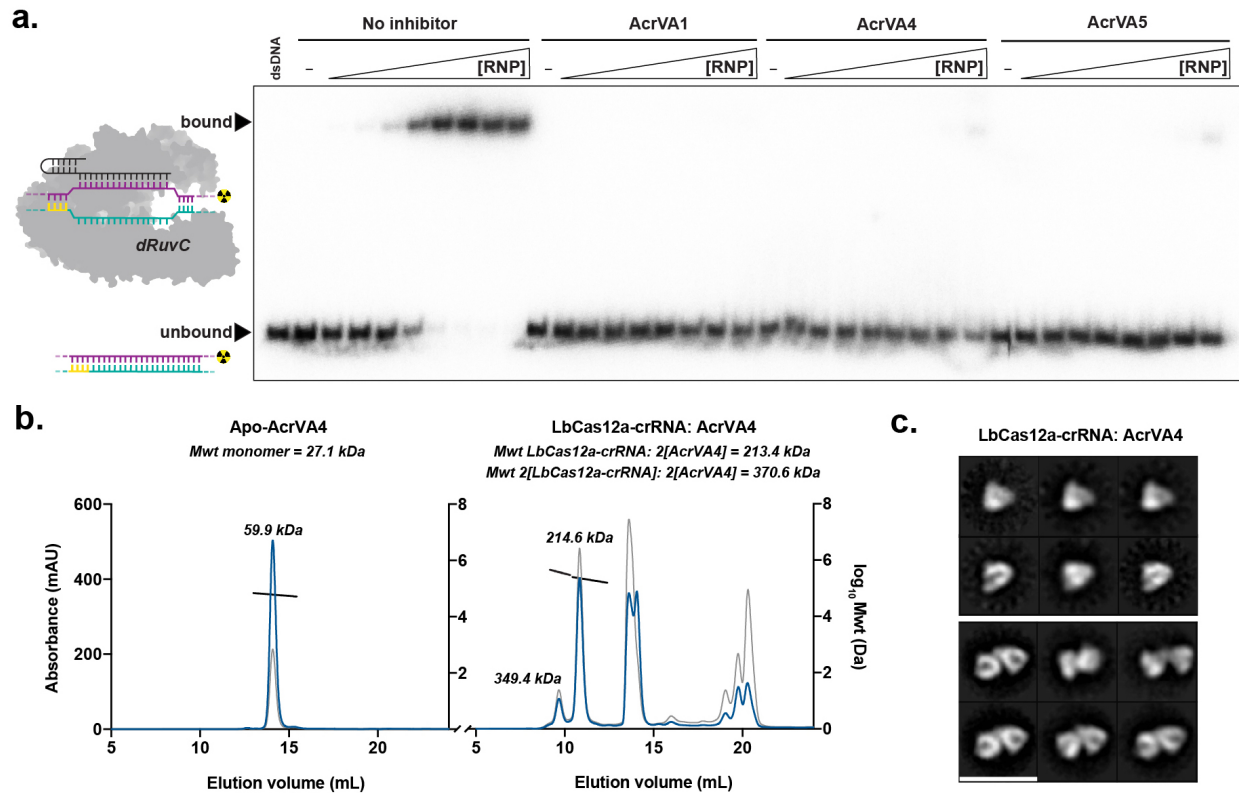 a.
No inhibitor
AcrVA1
AcrVA4
AcrVA5
dsDNA
–
[RNP]
–
[RNP]
–
[RNP]
–
[RNP]
bound
dRuvC
unbound
b.
Apo-AcrVA4
Mwt monomer = 27.1 kDa
LbCas12a-crRNA: AcrVA4
Mwt LbCas12a-crRNA: 2[AcrVA4] = 213.4 kDa
Mwt 2[LbCas12a-crRNA]: 2[AcrVA4] = 370.6 kDa
Absorbance (mAU)
600
400
200
0
59.9 kDa
8
6
4
2
5
10
15
20
Elution volume (mL)
349.4 kDa
214.6 kDa
8
6
4
2
0
log10 Mwt (Da)
5
10
15
20
Elution volume (mL)
c.
LbCas12a-crRNA: AcrVA4